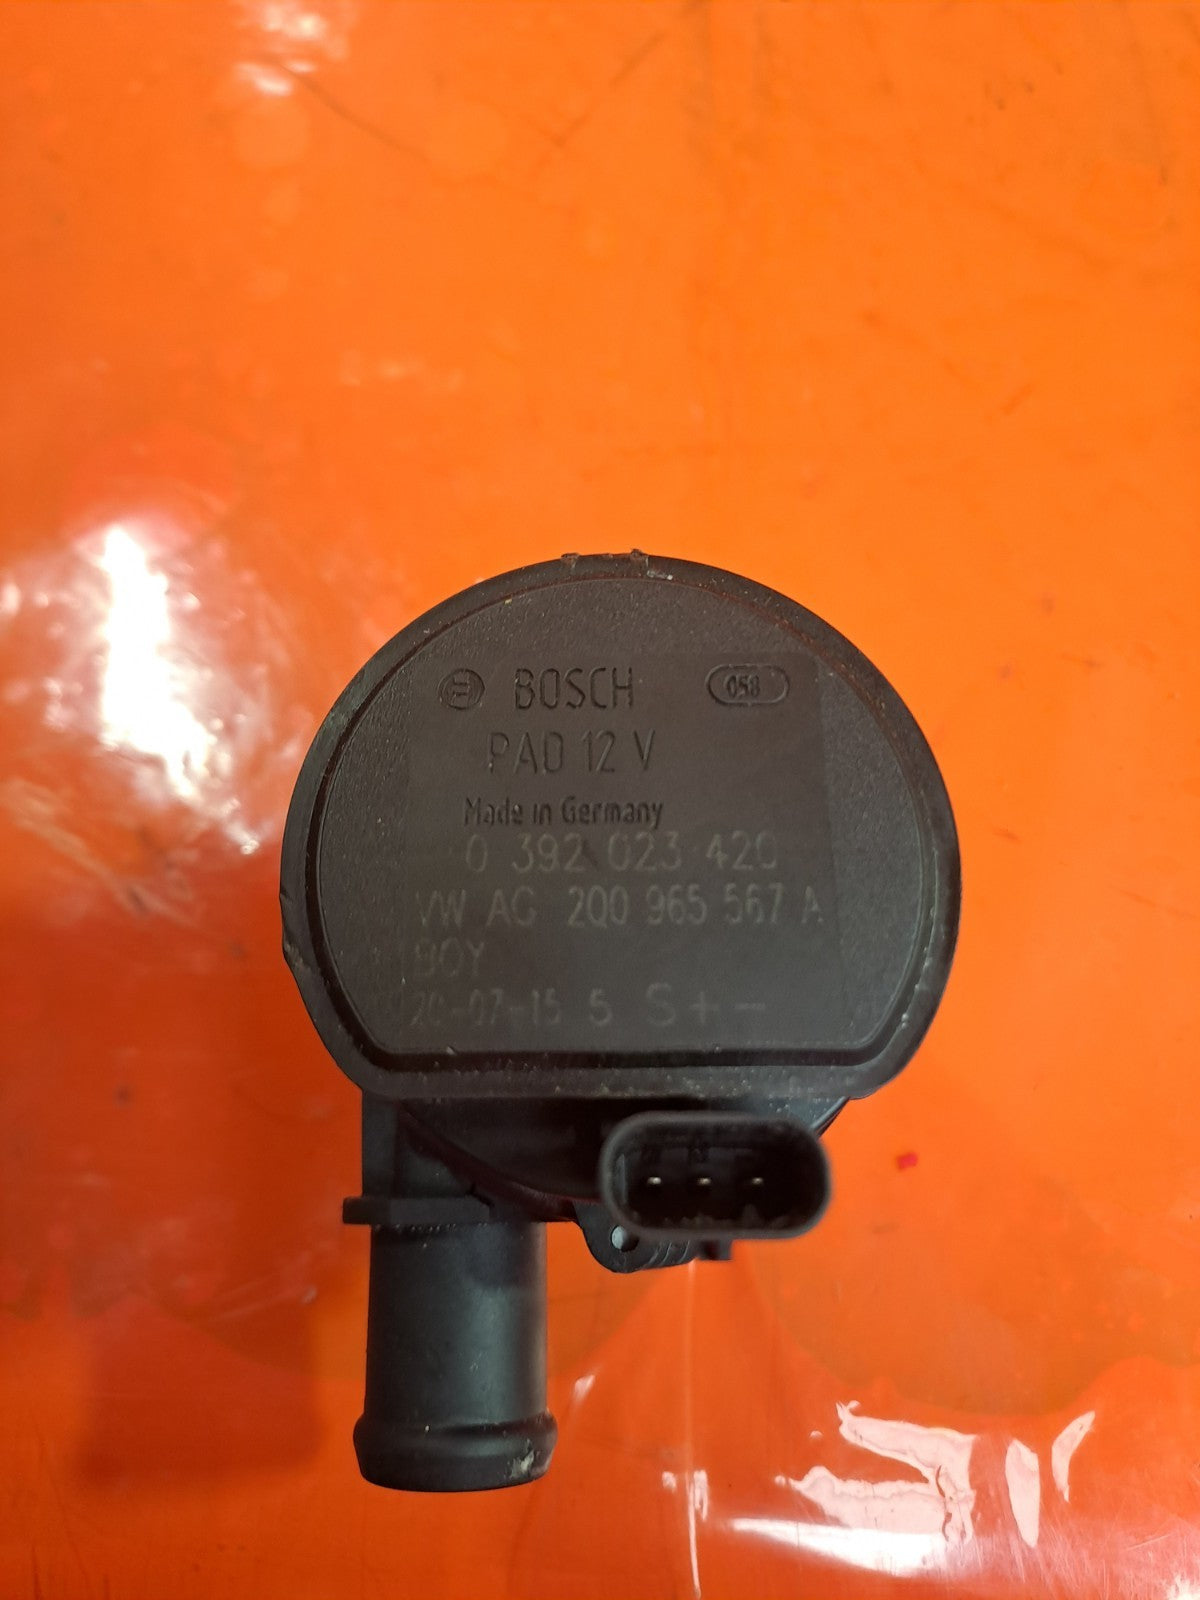 BOSCH 058
PAD 12 V
Made in Germany
0 392 023 420
VW AG 2Q0 965 567 A
90Y
20-07-15 5 S + -